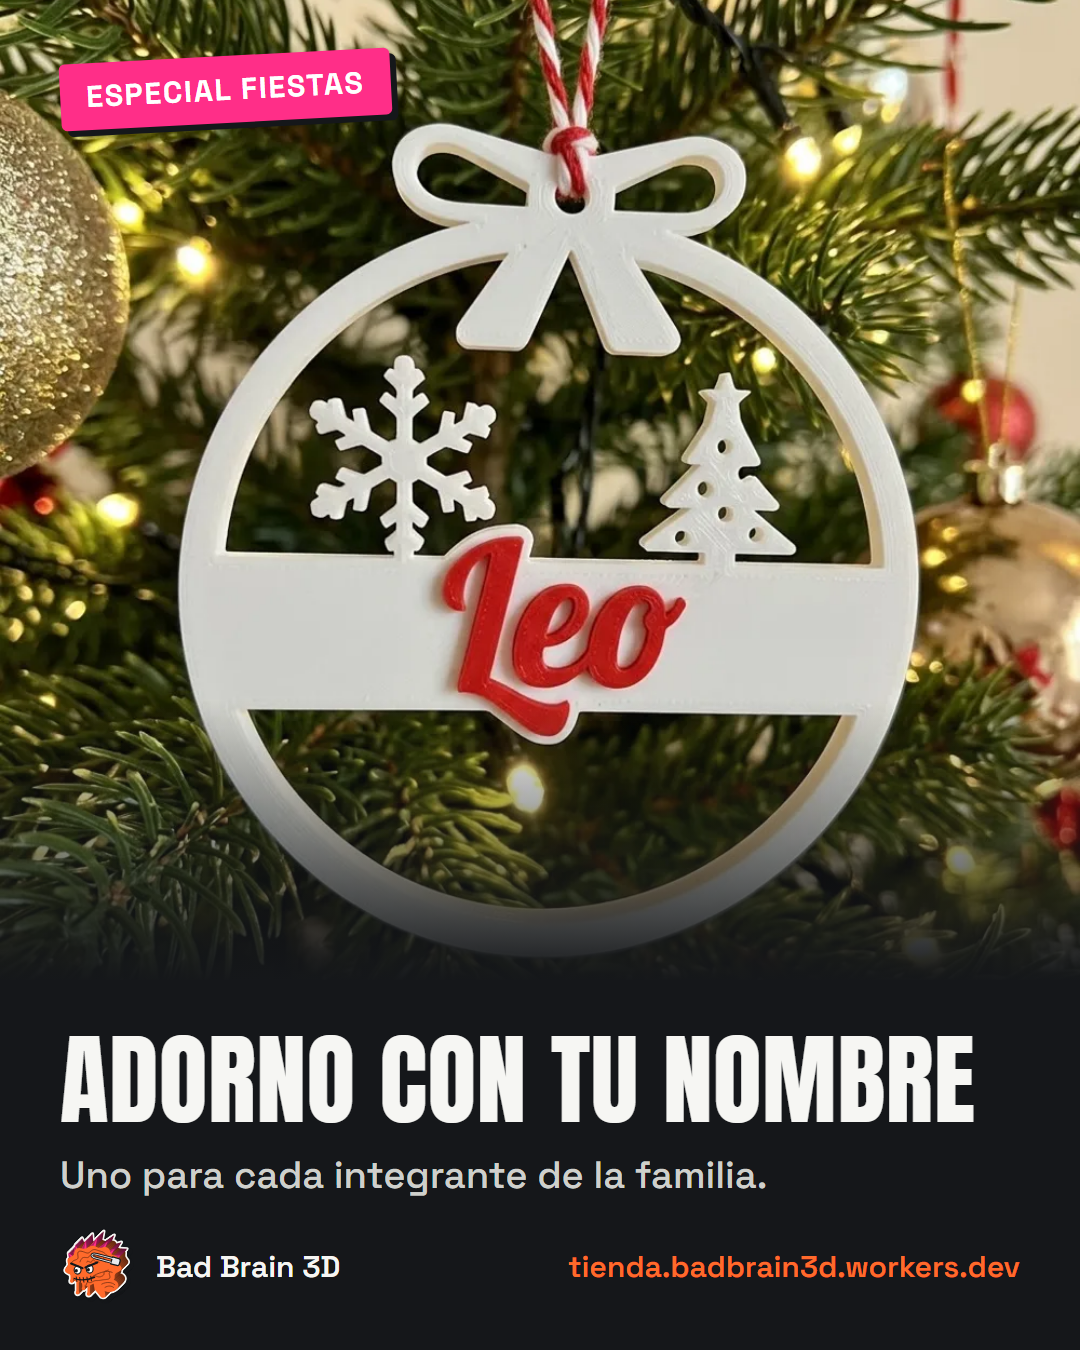 ESPECIAL FIESTAS
Leo
ADORNO CON TU NOMBRE
Uno para cada integrante de la familia.
Bad Brain 3D
tienda.badbrain3d.workers.dev